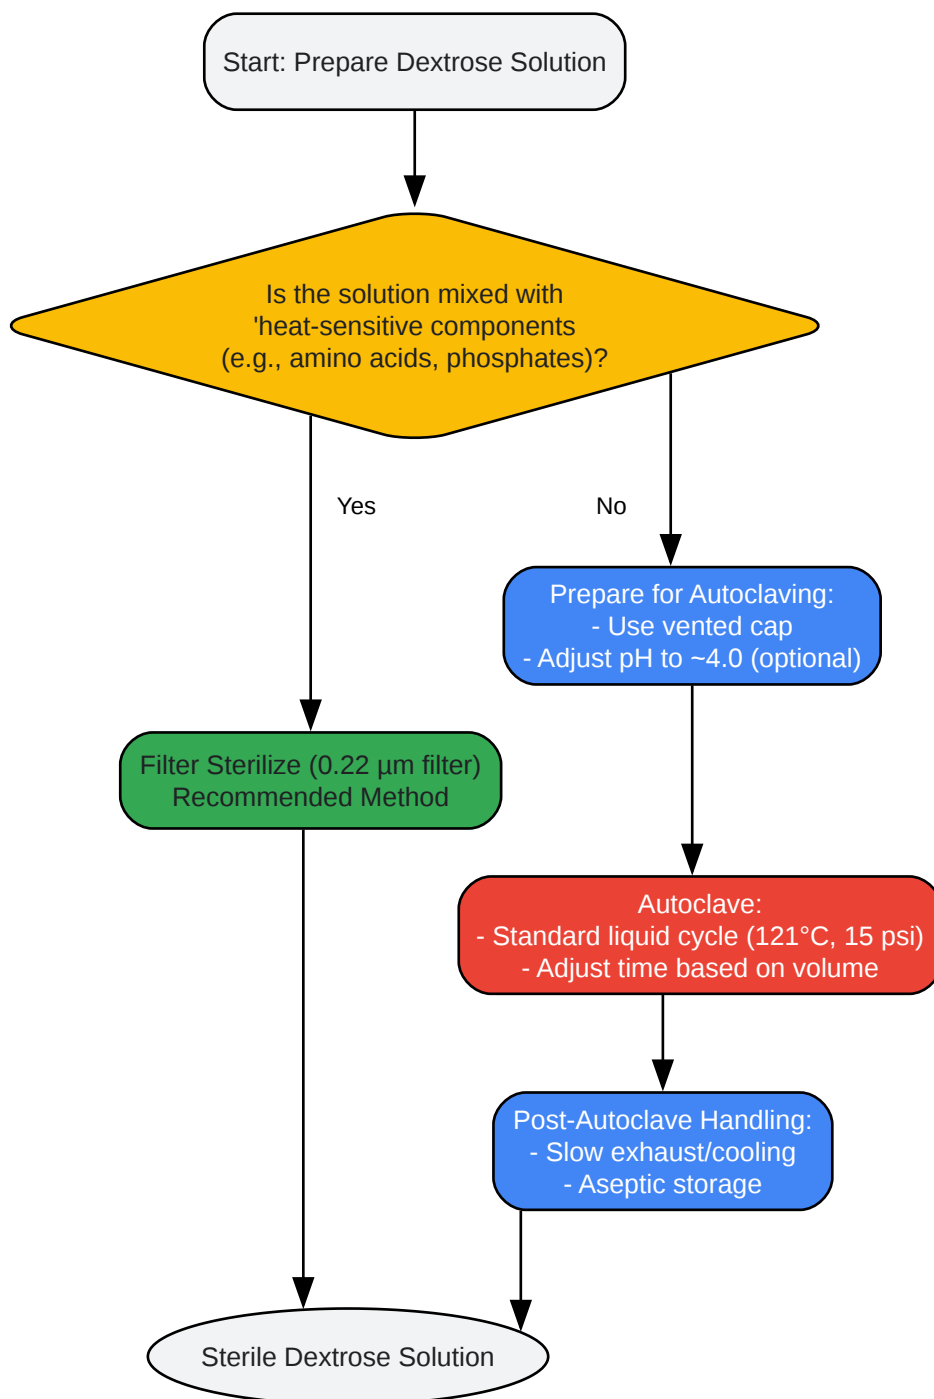 Start: Prepare Dextrose Solution
Is the solution mixed with
'heat-sensitive components
(e.g., amino acids, phosphates)?
Yes
No
Prepare for Autoclaving:
- Use vented cap
- Adjust pH to ~4.0 (optional)
Filter Sterilize (0.22 µm filter)
Recommended Method
Autoclave:
- Standard liquid cycle (121°C, 15 psi)
- Adjust time based on volume
Post-Autoclave Handling:
- Slow exhaust/cooling
- Aseptic storage
Sterile Dextrose Solution